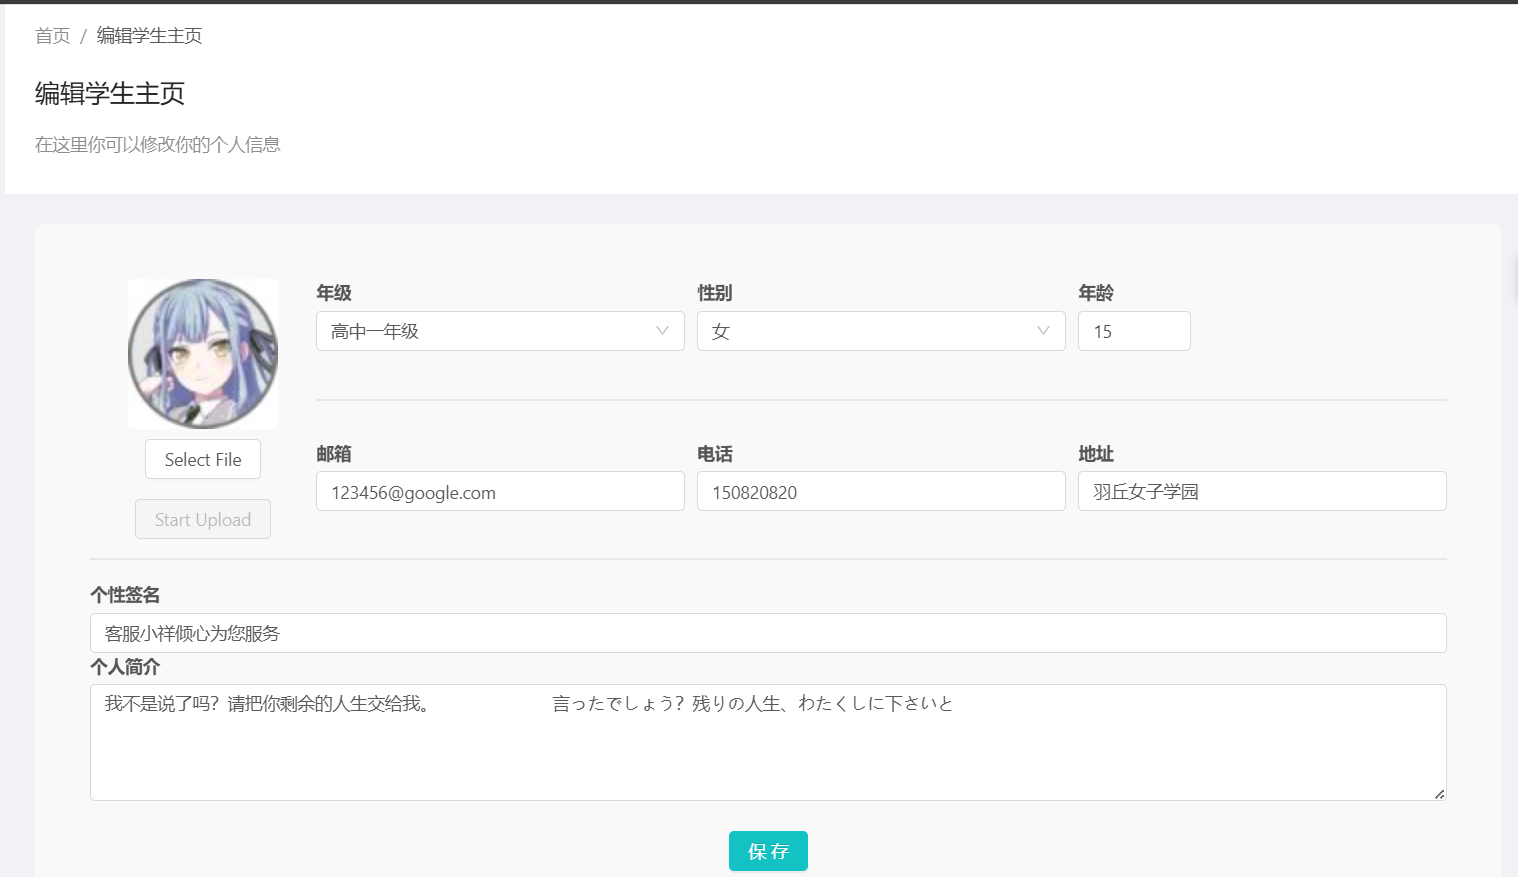 首页 / 编辑学生主页
编辑学生主页
在这里你可以修改你的个人信息
年级 性别 年龄
高中一年级 女 15
Select File
邮箱 电话 地址
123456@google.com 150820820 羽丘女子学园
Start Upload
个性签名
客服小祥倾心为您服务
个人简介
我不是说了吗？请把你剩余的人生交给我。 言ったでしょう？残りの人生、わたくしに下さいと
保存